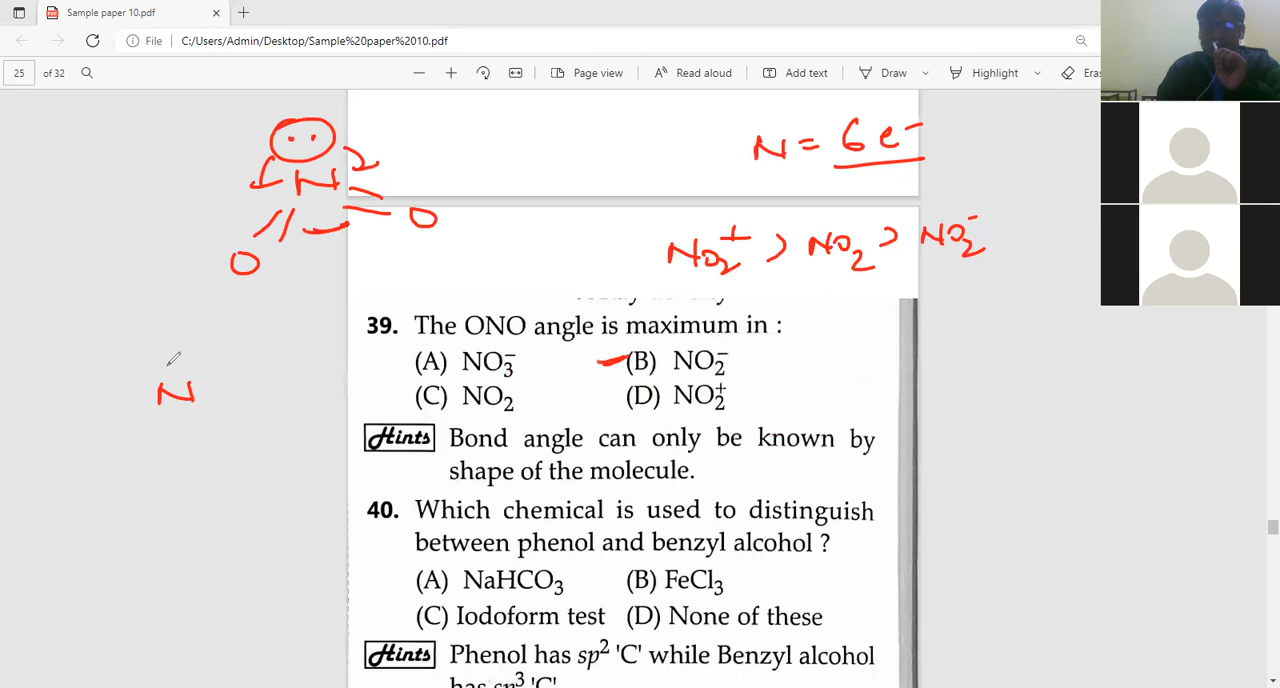 Sample paper 10.pdf
File C:/Users/Admin/Desktop/Sample%20paper%2010.pdf
25 of 32 Page view Read aloud Add text Draw Highlight Eras
N = 6e⁻
N
O
O
NO₂⁺ > NO₂ > NO₂⁻
39. The ONO angle is maximum in :
(A) NO₃⁻ (B) NO₂⁻
(C) NO₂ (D) NO₂⁺
N
Hints Bond angle can only be known by
shape of the molecule.
40. Which chemical is used to distinguish
between phenol and benzyl alcohol ?
(A) NaHCO₃ (B) FeCl₃
(C) Iodoform test (D) None of these
Hints Phenol has sp² 'C' while Benzyl alcohol
has sp³ 'C'